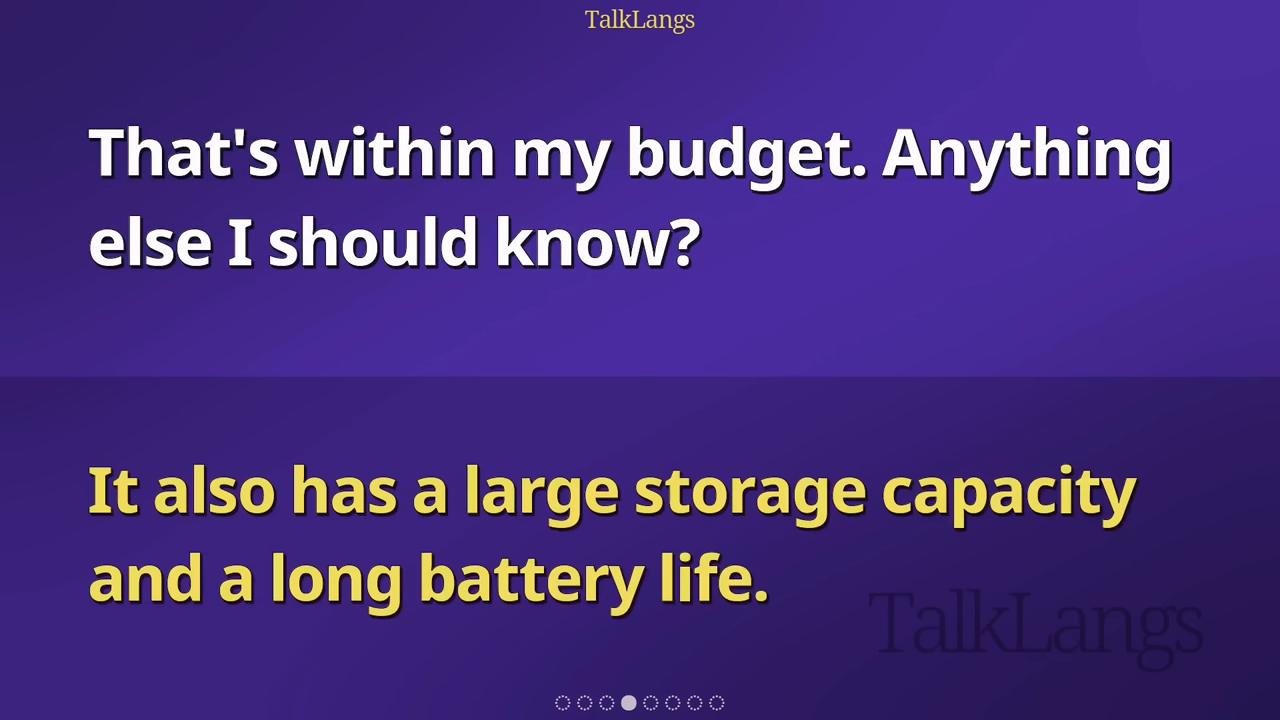 TalkLangs
That's within my budget. Anything
else I should know?
It also has a large storage capacity
and a long battery life.
TalkLangs